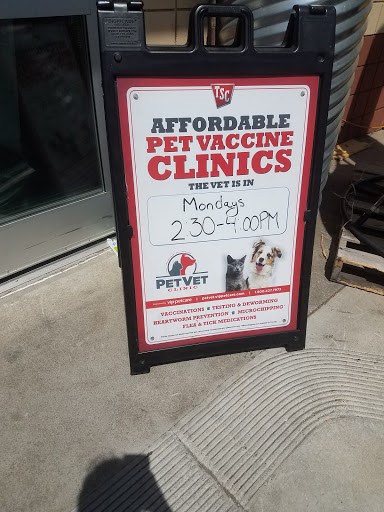 TSC
AFFORDABLE
PET VACCINE
CLINICS
THE VET IS IN
Mondays
2:30-4:00PM
PETVET
CLINIC
VACCINATIONS TESTING & DEWORMING
HEARTWORM PREVENTION MICROCHIPPING
FLEA & TICK MEDICATIONS